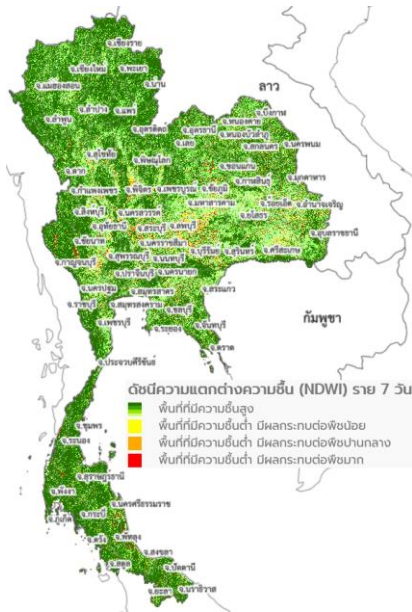 จ.เชียงราย
จ.เชียงใหม่
จ.พะเยา
จ.แม่ฮ่องสอน
จ.น่าน
ลาว
จ.ลำปาง
จ.แพร่
จ.บึงกาฬ
จ.ลำพูน
จ.อุตรดิตถ์
จ.อุดรธานี
จ.หนองคาย
จ.หนองบัวลำภู
จ.นครพนม
จ.เลย
จ.สกลนคร
จ.สุโขทัย
จ.พิษณุโลก
จ.ขอนแก่น
จ.ตาก
จ.กาฬสินธุ์
จ.มุกดาหาร
จ.กำแพงเพชร
จ.พิจิตร
จ.เพชรบูรณ์
จ.ชัยภูมิ
จ.มหาสารคาม
จ.ร้อยเอ็ด
จ.อำนาจเจริญ
จ.สิงห์บุรี
จ.นครสวรรค์
จ.ยโสธร
จ.อุทัยธานี
จ.สระบุรี
จ.ลพบุรี
จ.อุบลราชธานี
จ.ชัยนาท
จ.นครราชสีมา
จ.บุรีรัมย์
จ.สุรินทร์
จ.ศรีสะเกษ
จ.กาญจนบุรี
จ.สุพรรณบุรี
จ.นนทบุรี
จ.ปราจีนบุรี
จ.นครนายก
จ.นครปฐม
จ.สมุทรสาคร
จ.สระแก้ว
จ.ราชบุรี
จ.สมุทรสงคราม
จ.ชลบุรี
จ.เพชรบุรี
จ.ระยอง
จ.จันทบุรี
กัมพูชา
จ.ตราด
จ.ประจวบคีรีขันธ์
ดัชนีความแตกต่างความชื้น (NDWI) ราย 7 วัน
พื้นที่ที่มีความชื้นสูง
พื้นที่ที่มีความชื้นต่ำ มีผลกระทบต่อพืชน้อย
พื้นที่ที่มีความชื้นต่ำ มีผลกระทบต่อพืชปานกลาง
พื้นที่ที่มีความชื้นต่ำ มีผลกระทบต่อพืชมาก
จ.ชุมพร
จ.ระนอง
จ.สุราษฎร์ธานี
จ.พังงา
จ.นครศรีธรรมราช
จ.ภูเก็ต
จ.กระบี่
จ.ตรัง
จ.พัทลุง
จ.สงขลา
จ.สตูล
จ.ปัตตานี
จ.ยะลา
จ.นราธิวาส